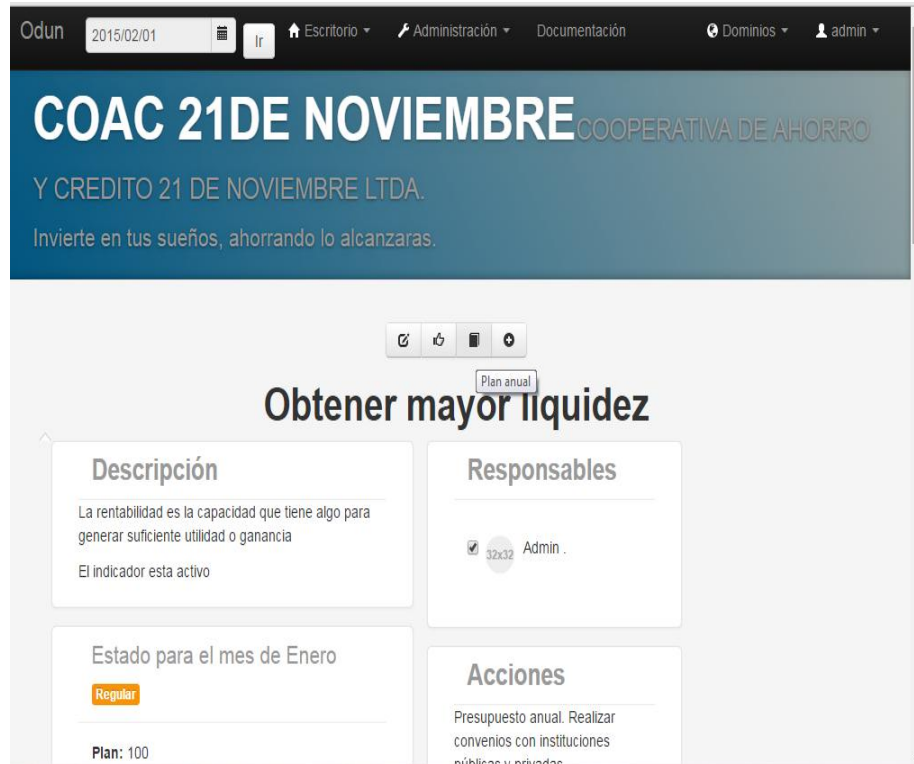 Odun 2015/02/01 Ir Escritorio Administración Documentación Dominios admin
COAC 21DE NOVIEMBRE COOPERATIVA DE AHORRO
Y CREDITO 21 DE NOVIEMBRE LTDA.
Invierte en tus sueños, ahorrando lo alcanzaras.
Plan anual
Obtener mayor liquidez
Descripción
La rentabilidad es la capacidad que tiene algo para
generar suficiente utilidad o ganancia
El indicador esta activo
Responsables
32x32 Admin .
Estado para el mes de Enero
Regular
Plan: 100
Acciones
Presupuesto anual. Realizar
convenios con instituciones
públicas y privadas